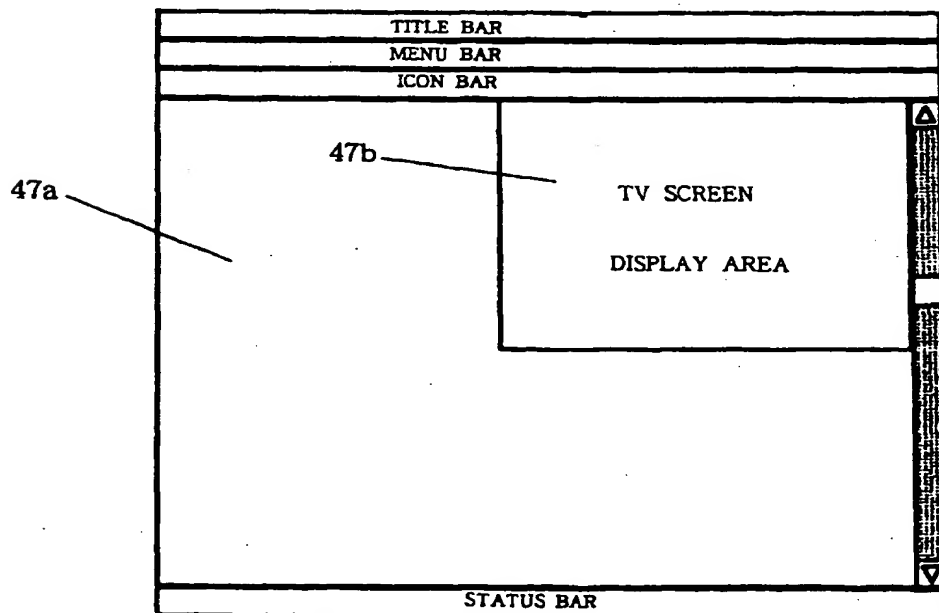 TITLE BAR
MENU BAR
ICON BAR
47b
47a
TV SCREEN
DISPLAY AREA
STATUS BAR